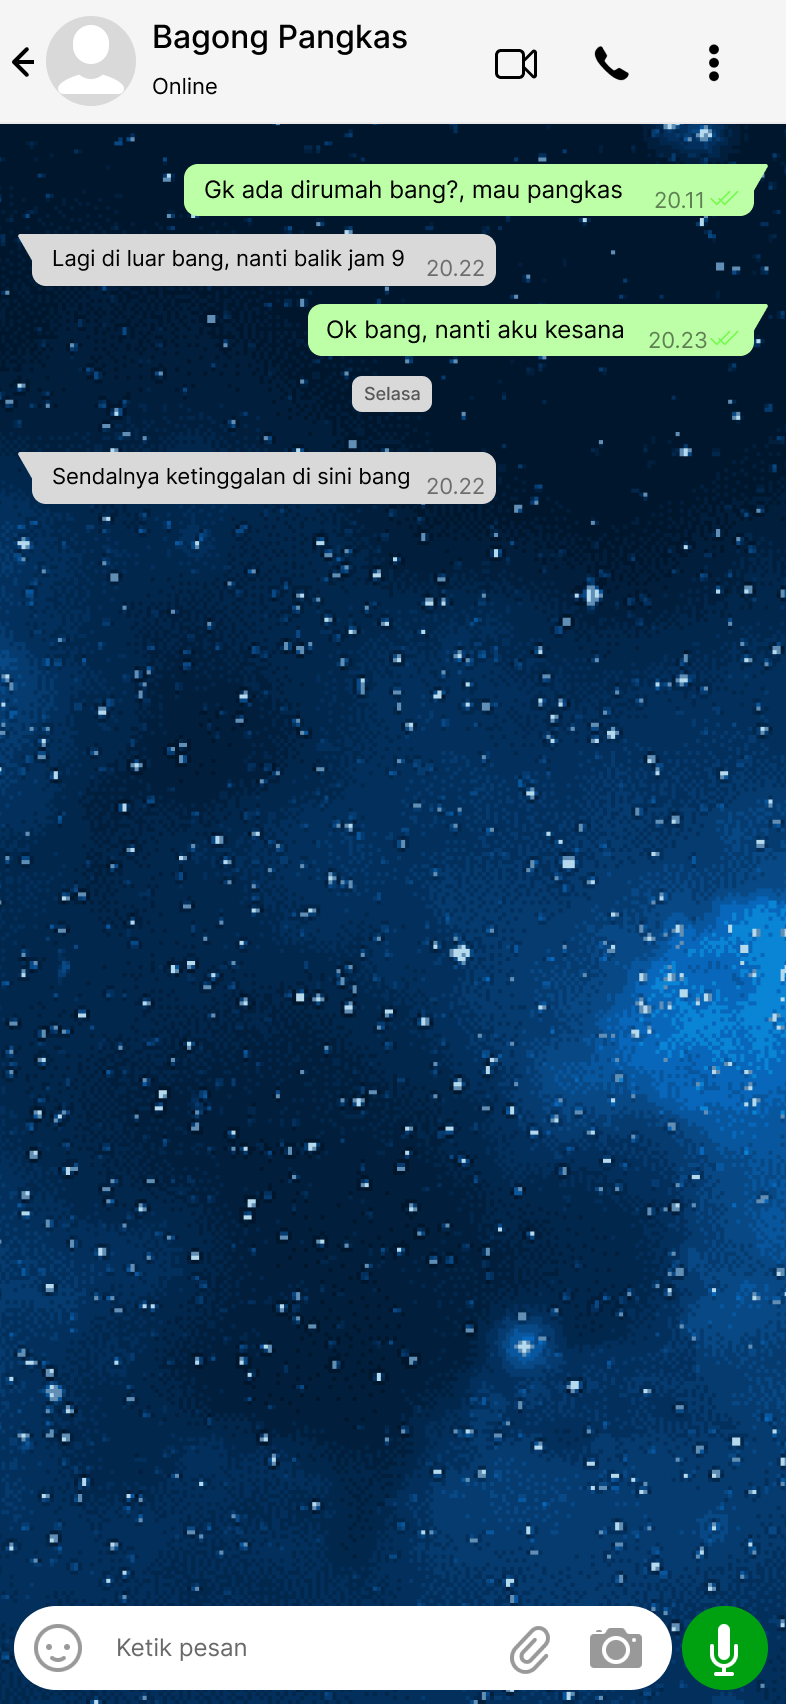 Bagong Pangkas
Online
Gk ada dirumah bang?, mau pangkas 20.11
Lagi di luar bang, nanti balik jam 9 20.22
Ok bang, nanti aku kesana 20.23
Selasa
Sendalnya ketinggalan di sini bang 20.22
Ketik pesan